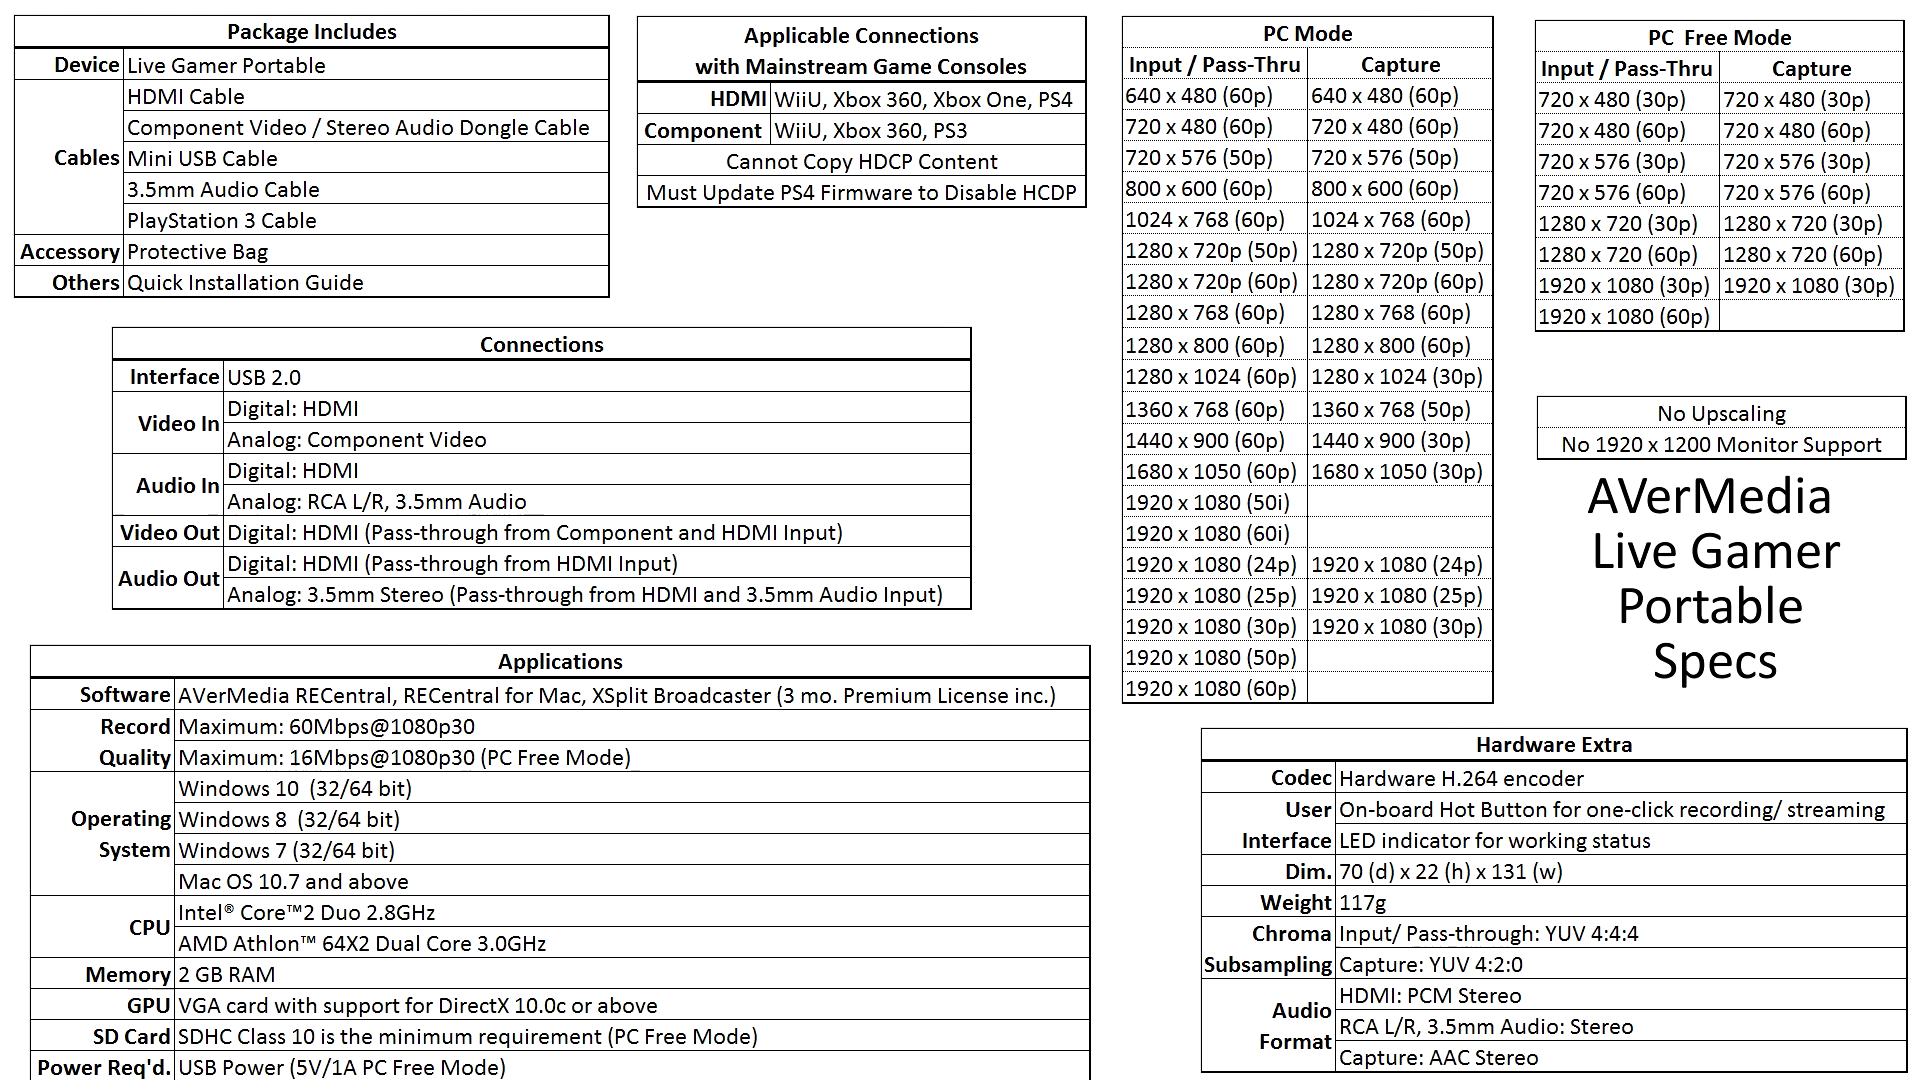 Package Includes
Device Live Gamer Portable
Cables HDMI Cable
Component Video / Stereo Audio Dongle Cable
Mini USB Cable
3.5mm Audio Cable
PlayStation 3 Cable
Accessory Protective Bag
Others Quick Installation Guide
Applicable Connections
with Mainstream Game Consoles
HDMI WiiU, Xbox 360, Xbox One, PS4
Component WiiU, Xbox 360, PS3
Cannot Copy HDCP Content
Must Update PS4 Firmware to Disable HCDP
Connections
Interface USB 2.0
Video In Digital: HDMI
Analog: Component Video
Audio In Digital: HDMI
Analog: RCA L/R, 3.5mm Audio
Video Out Digital: HDMI (Pass-through from Component and HDMI Input)
Audio Out Digital: HDMI (Pass-through from HDMI Input)
Analog: 3.5mm Stereo (Pass-through from HDMI and 3.5mm Audio Input)
Applications
Software AVerMedia RECentral, RECentral for Mac, XSplit Broadcaster (3 mo. Premium License inc.)
Record Maximum: 60Mbps@1080p30
Quality Maximum: 16Mbps@1080p30 (PC Free Mode)
Windows 10 (32/64 bit)
Operating Windows 8 (32/64 bit)
System Windows 7 (32/64 bit)
Mac OS 10.7 and above
CPU Intel® Core™2 Duo 2.8GHz
AMD Athlon™ 64X2 Dual Core 3.0GHz
Memory 2 GB RAM
GPU VGA card with support for DirectX 10.0c or above
SD Card SDHC Class 10 is the minimum requirement (PC Free Mode)
Power Req'd. USB Power (5V/1A PC Free Mode)
PC Mode
Input / Pass-Thru Capture
640 x 480 (60p) 640 x 480 (60p)
720 x 480 (60p) 720 x 480 (60p)
720 x 576 (50p) 720 x 576 (50p)
800 x 600 (60p) 800 x 600 (60p)
1024 x 768 (60p) 1024 x 768 (60p)
1280 x 720p (50p) 1280 x 720p (50p)
1280 x 720p (60p) 1280 x 720p (60p)
1280 x 768 (60p) 1280 x 768 (60p)
1280 x 800 (60p) 1280 x 800 (60p)
1280 x 1024 (60p) 1280 x 1024 (30p)
1360 x 768 (60p) 1360 x 768 (50p)
1440 x 900 (60p) 1440 x 900 (30p)
1680 x 1050 (60p) 1680 x 1050 (30p)
1920 x 1080 (50i)
1920 x 1080 (60i)
1920 x 1080 (24p) 1920 x 1080 (24p)
1920 x 1080 (25p) 1920 x 1080 (25p)
1920 x 1080 (30p) 1920 x 1080 (30p)
1920 x 1080 (50p)
1920 x 1080 (60p)
PC Free Mode
Input / Pass-Thru Capture
720 x 480 (30p) 720 x 480 (30p)
720 x 480 (60p) 720 x 480 (60p)
720 x 576 (30p) 720 x 576 (30p)
720 x 576 (60p) 720 x 576 (60p)
1280 x 720 (30p) 1280 x 720 (30p)
1280 x 720 (60p) 1280 x 720 (60p)
1920 x 1080 (30p) 1920 x 1080 (30p)
1920 x 1080 (60p)
No Upscaling
No 1920 x 1200 Monitor Support
AVerMedia
Live Gamer
Portable
Specs
Hardware Extra
Codec Hardware H.264 encoder
User On-board Hot Button for one-click recording/ streaming
Interface LED indicator for working status
Dim. 70 (d) x 22 (h) x 131 (w)
Weight 117g
Chroma Input/ Pass-through: YUV 4:4:4
Subsampling Capture: YUV 4:2:0
Audio HDMI: PCM Stereo
RCA L/R, 3.5mm Audio: Stereo
Format Capture: AAC Stereo